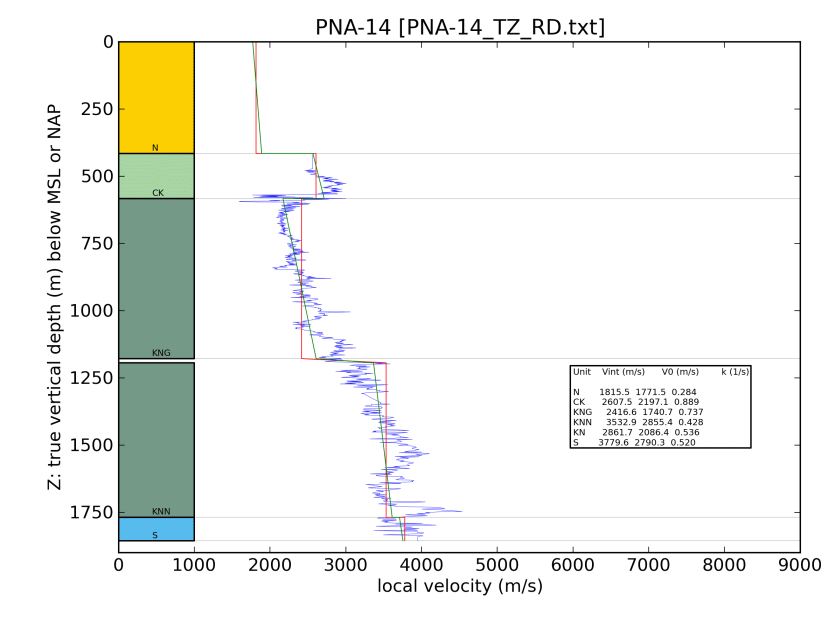 PNA-14 [PNA-14_TZ_RD.txt]
Z: true vertical depth (m) below MSL or NAP
0
250
500
750
1000
1250
1500
1750
N
CK
KNG
KNN
S
Unit Vint (m/s) V0 (m/s) k (1/s)
N 1815.5 1771.5 0.284
CK 2607.5 2197.1 0.889
KNG 2416.6 1740.7 0.737
KNN 3532.9 2855.4 0.428
KN 2861.7 2086.4 0.536
S 3779.6 2790.3 0.520
0 1000 2000 3000 4000 5000 6000 7000 8000 9000
local velocity (m/s)